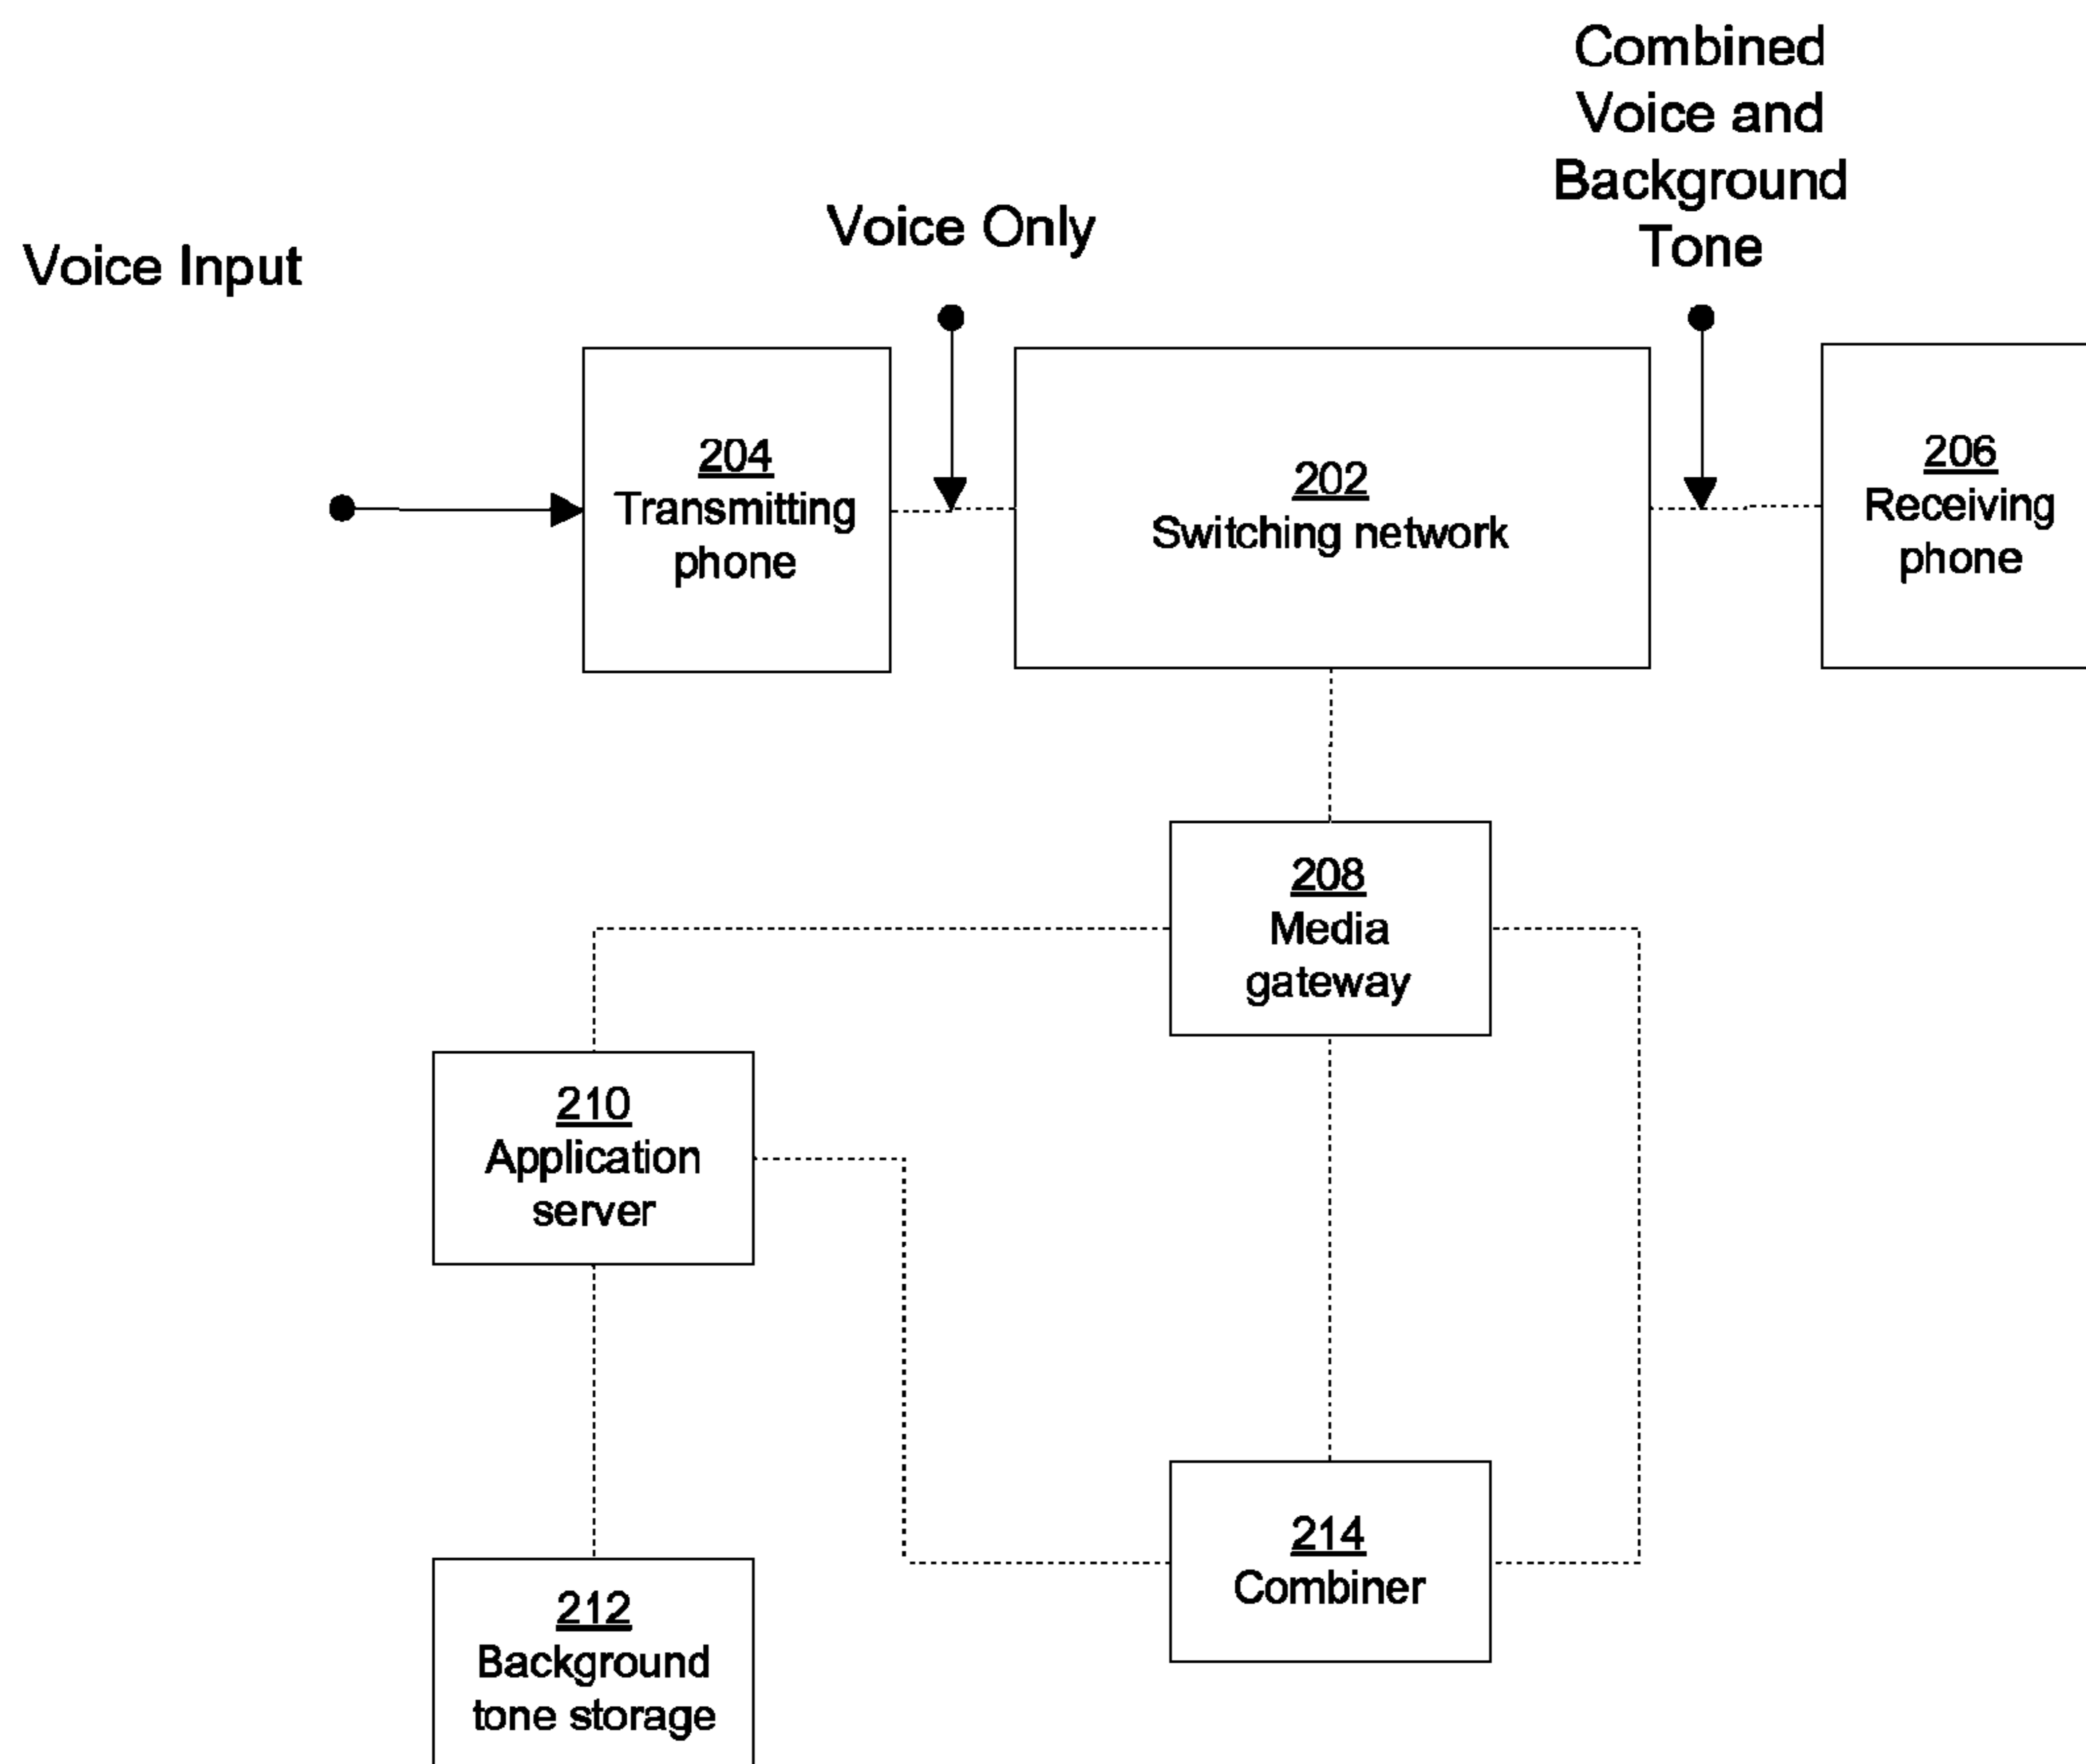 Combined
Voice and
Background
Tone
Voice Only
Voice Input
204
Transmitting
phone
202
Switching network
206
Receiving
phone
208
Media
gateway
210
Application
server
214
Combiner
212
Background
tone storage